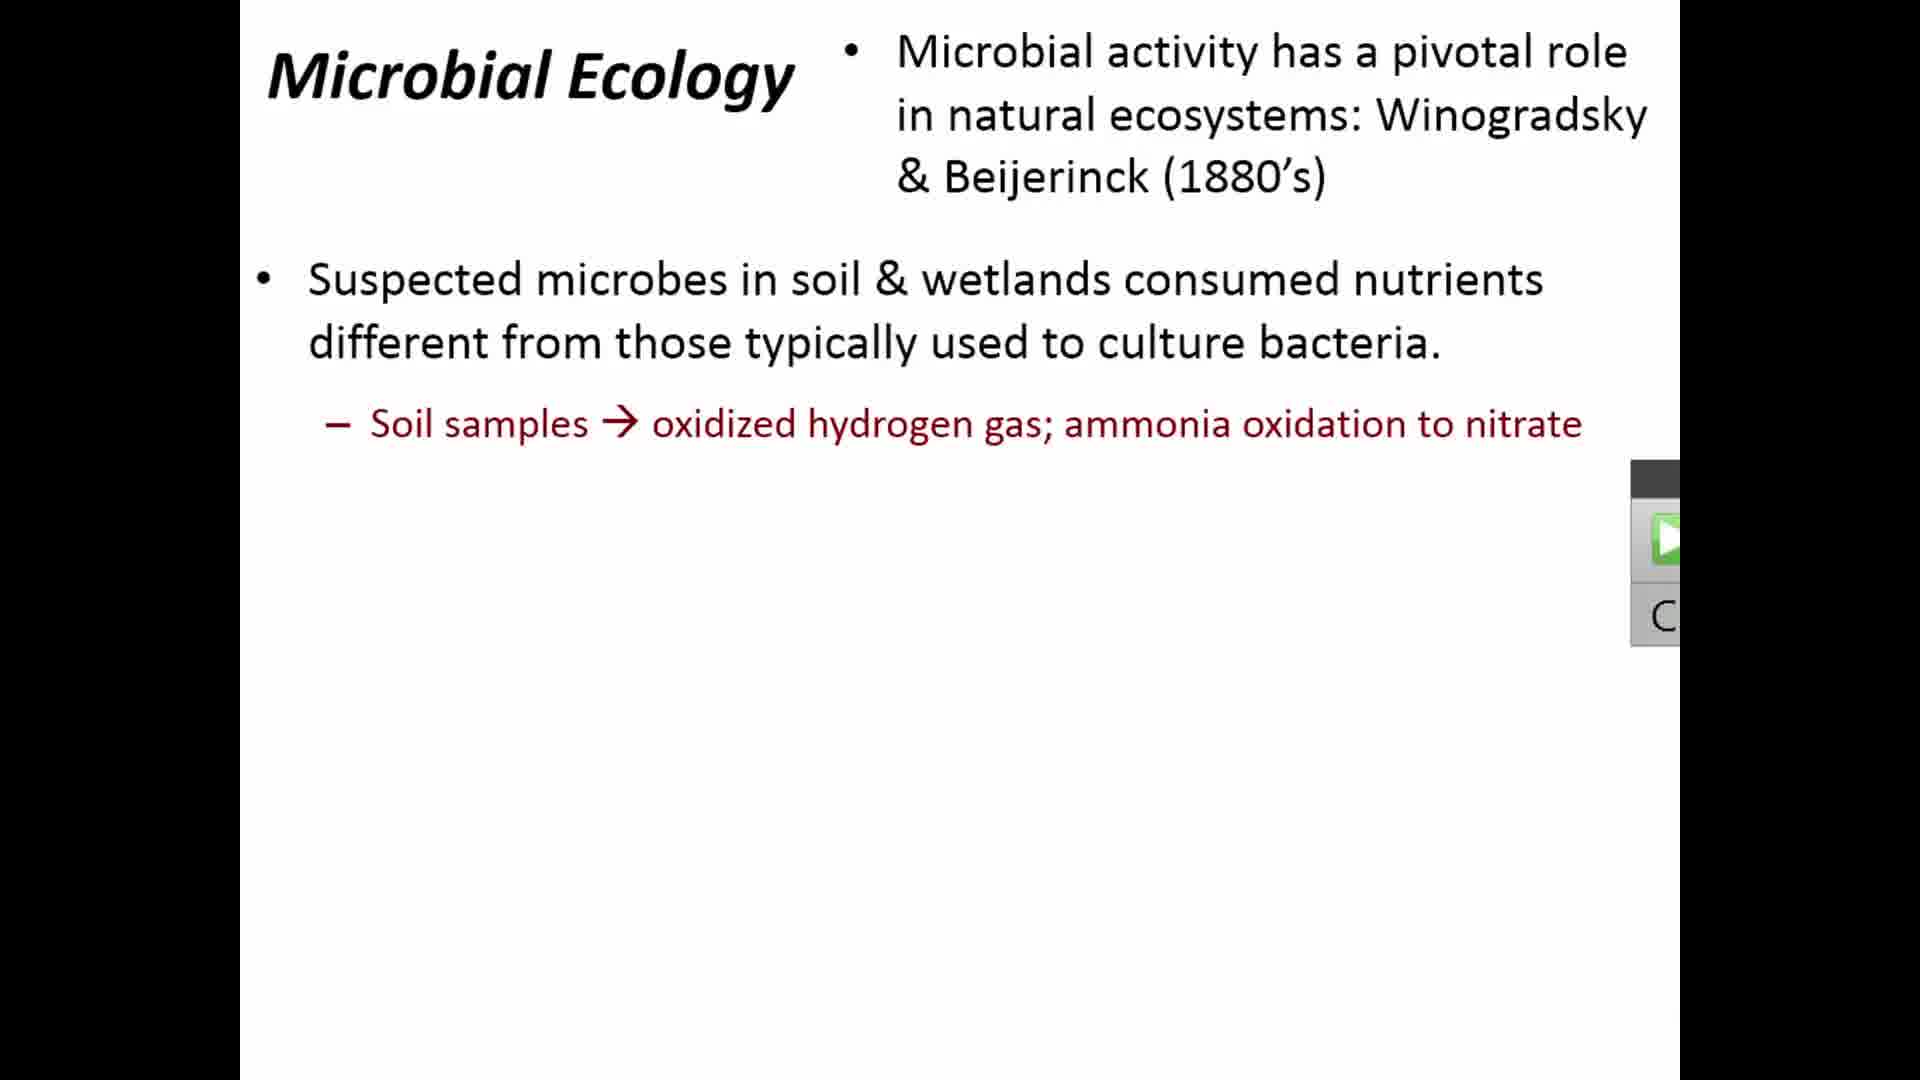 Microbial Ecology
• Microbial activity has a pivotal role
in natural ecosystems: Winogradsky
& Beijerinck (1880’s)
• Suspected microbes in soil & wetlands consumed nutrients
different from those typically used to culture bacteria.
– Soil samples → oxidized hydrogen gas; ammonia oxidation to nitrate
C